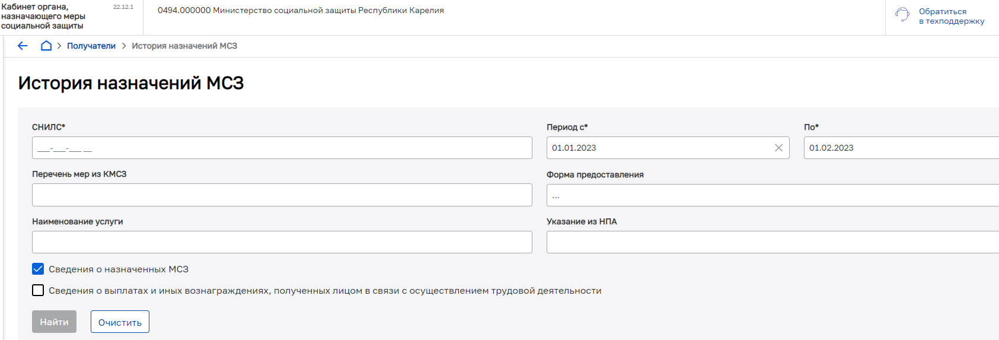 Кабинет органа,
назначающего меры
социальной защиты
22.12.1
0494.000000 Министерство социальной защиты Республики Карелия
Обратиться
в техподдержку
Получатели > История назначений МСЗ
История назначений МСЗ
СНИЛС*
Период с*
По*
___-___-___ __
01.01.2023
01.02.2023
Перечень мер из КМСЗ
Форма предоставления
...
Наименование услуги
Указание из НПА
Сведения о назначенных МСЗ
Сведения о выплатах и иных вознаграждениях, полученных лицом в связи с осуществлением трудовой деятельности
Найти
Очистить